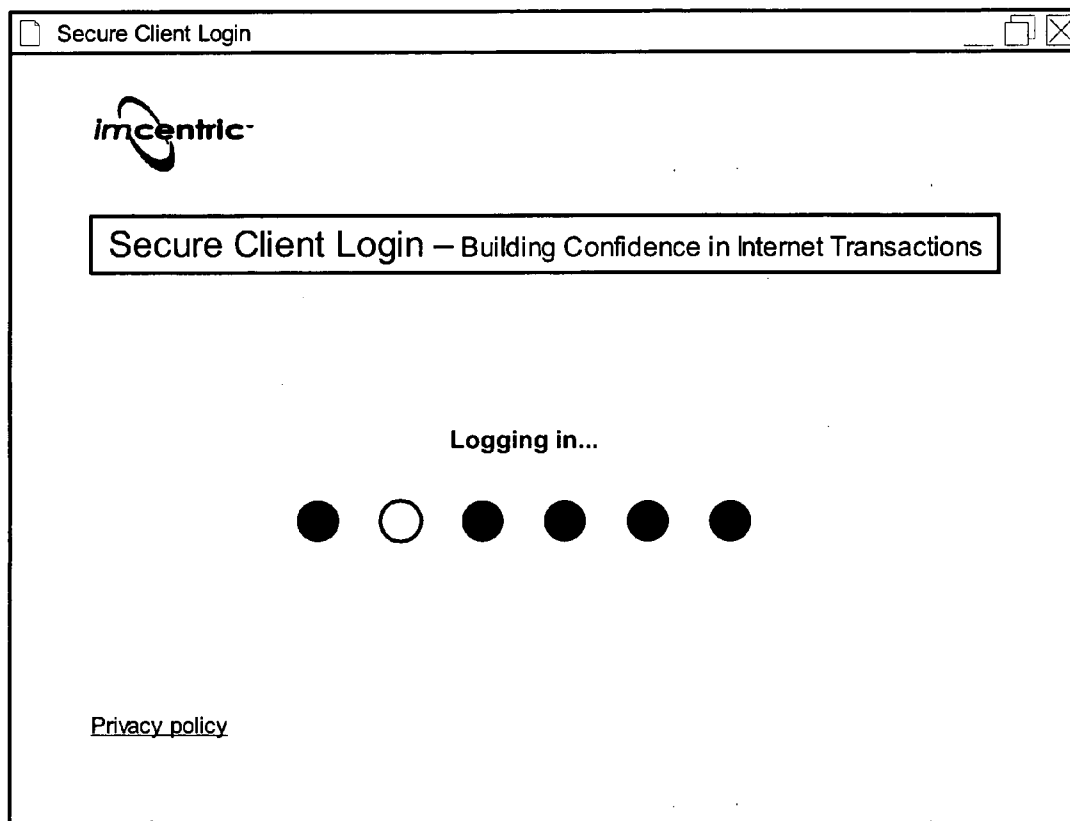 Secure Client Login
imcentric
Secure Client Login – Building Confidence in Internet Transactions
Logging in...
Privacy policy